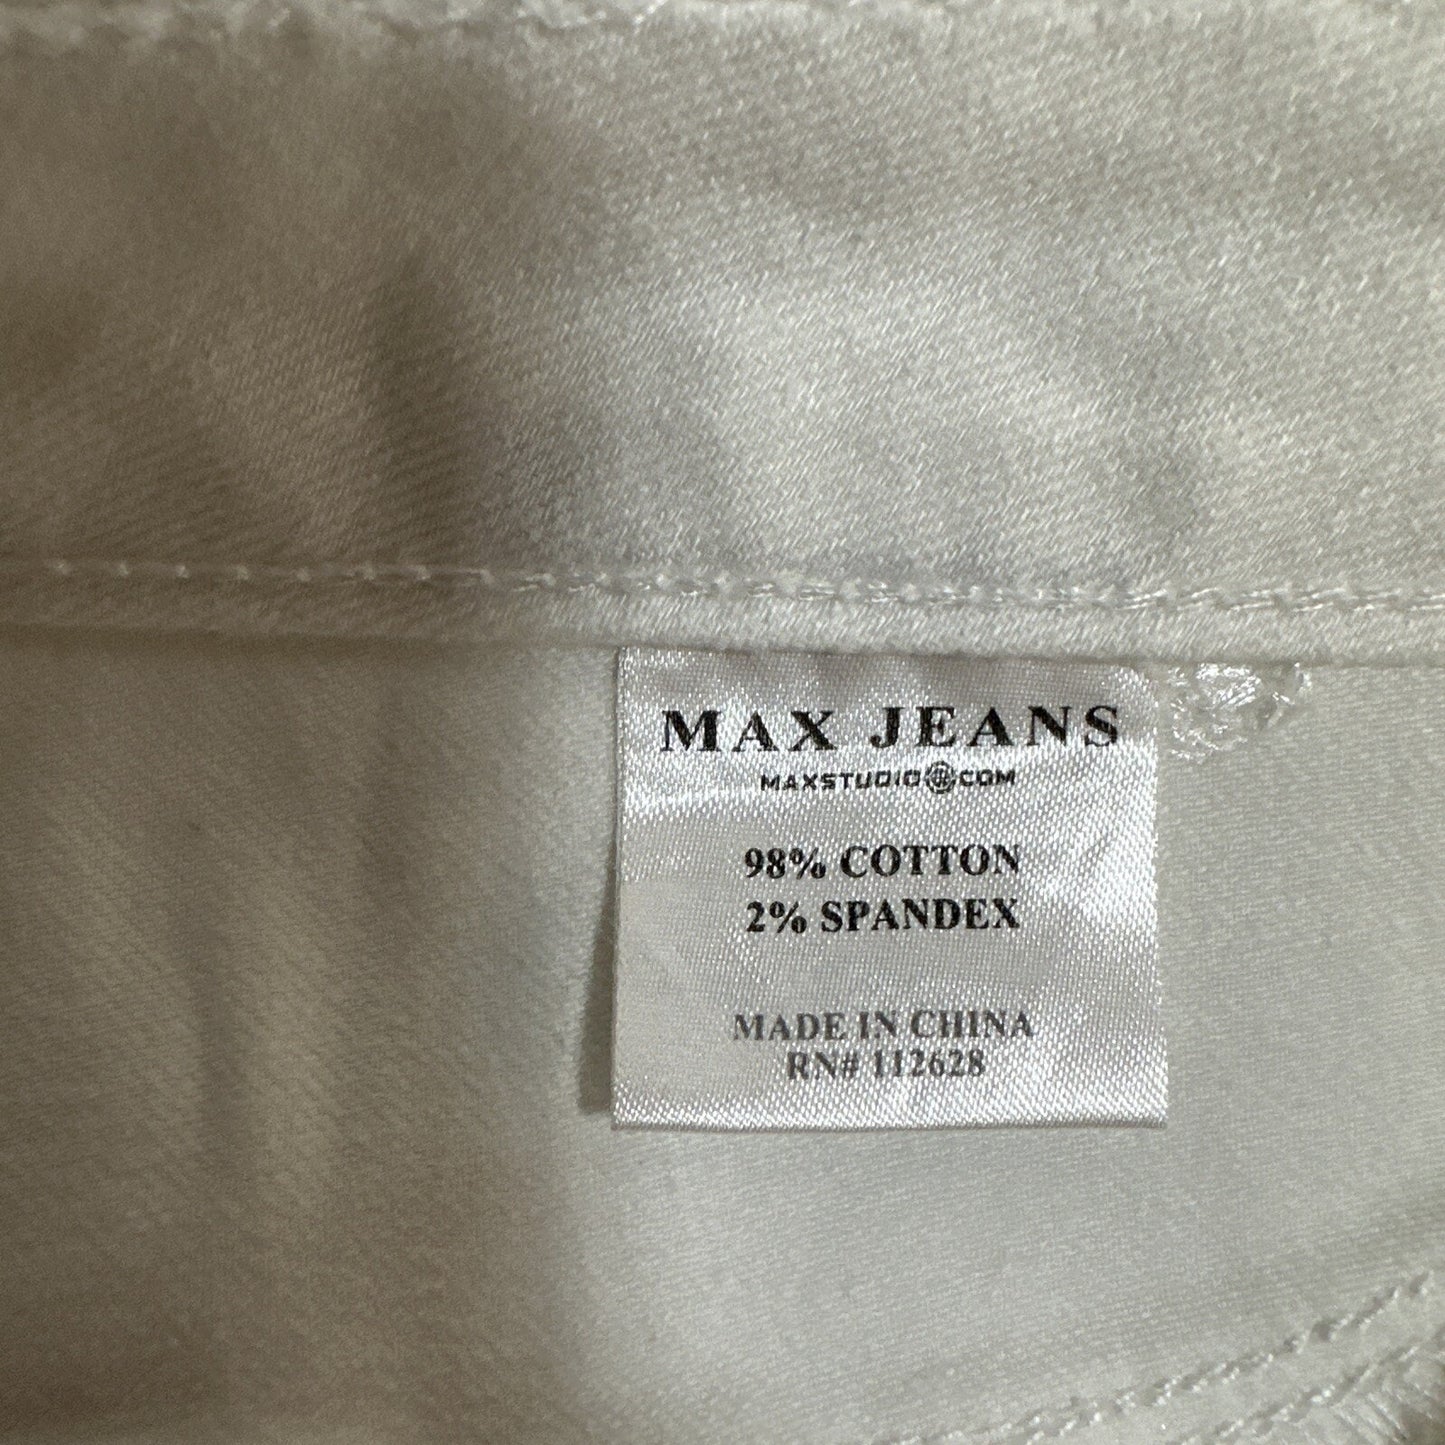 MAX JEANS
MAXSTUDIO.COM
98% COTTON
2% SPANDEX
MADE IN CHINA
RN# 112628